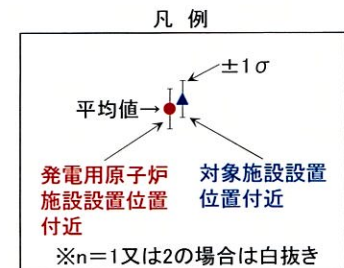 凡 例
±1σ
平均値→
発電用原子炉
施設設置位置
付近
対象施設設置
位置付近
※n=1又は2の場合は白抜き